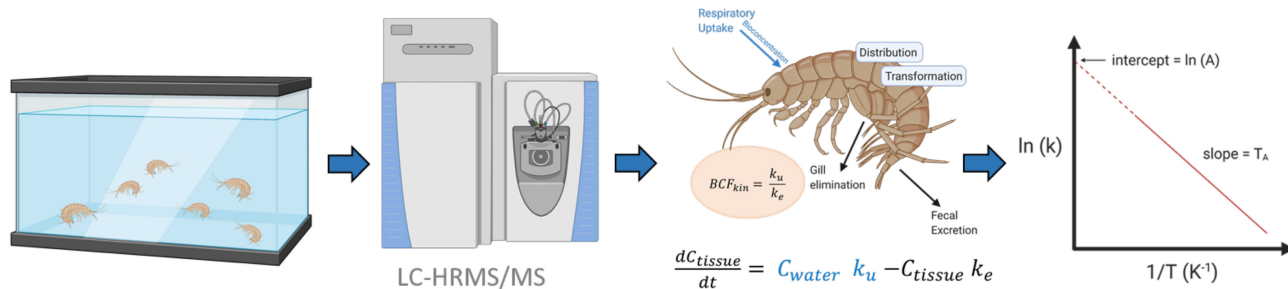 LC-HRMS/MS
Respiratory
Uptake
Bioconcentration
Distribution
Transformation
BCF_kin = k_u / k_e
Gill
elimination
Fecal
Excretion
dC_tissue / dt = C_water k_u – C_tissue k_e
intercept = ln (A)
ln (k)
slope = T_A
1/T (K⁻¹)